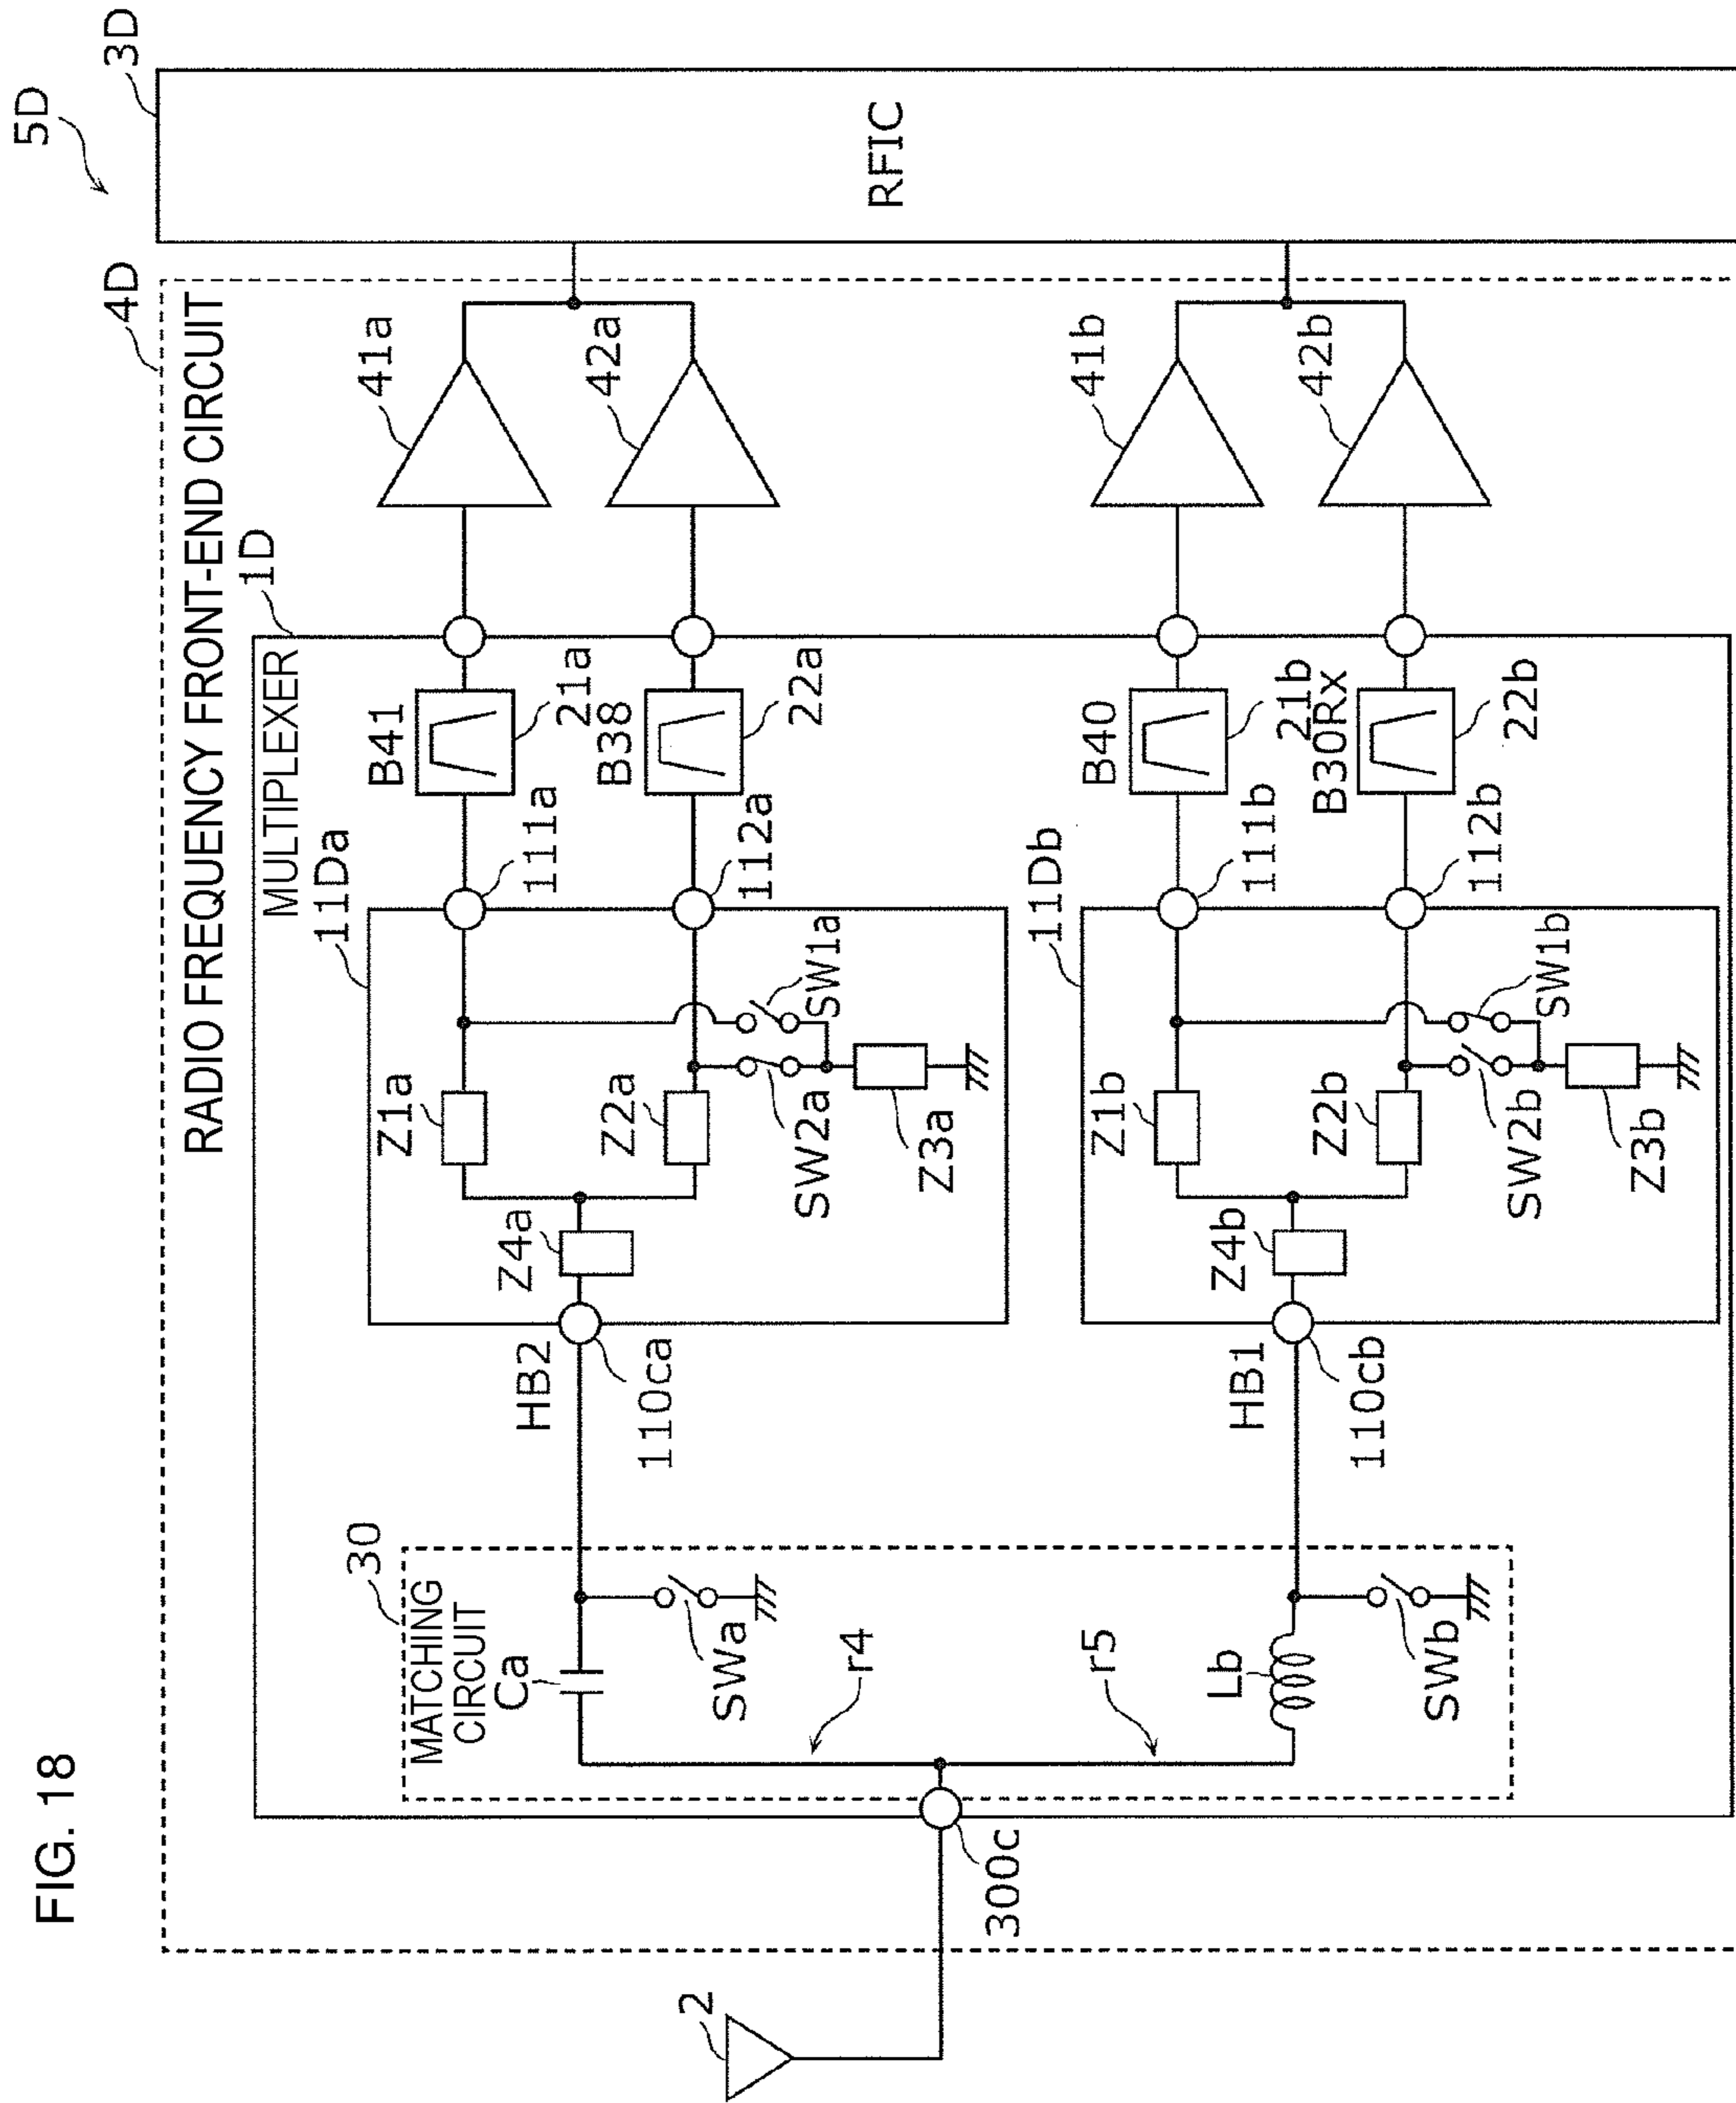 FIG. 18
5D
3D
4D
RADIO FREQUENCY FRONT-END CIRCUIT
1D
MULTIPLEXER
RFIC
30
MATCHING
CIRCUIT
Ca
SWa
r4
r5
Lb
SWb
2
300c
HB2
110ca
11Da
Z4a
Z1a
Z2a
SW2a
SW1a
Z3a
111a
112a
B41
21a
B38
22a
41a
42a
HB1
110cb
11Db
Z4b
Z1b
Z2b
SW2b
SW1b
Z3b
111b
112b
B40
21b
B30Rx
22b
41b
42b